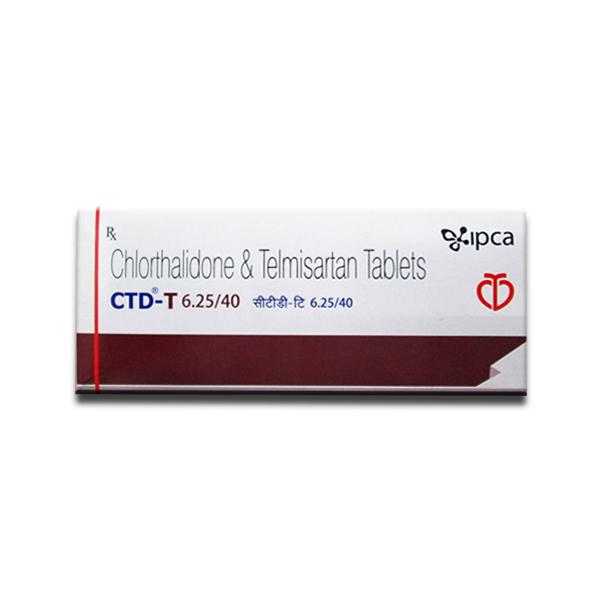 Rx
Chlorthalidone & Telmisartan Tablets
CTD®-T 6.25/40 सीटीडी-टि 6.25/40
ipca